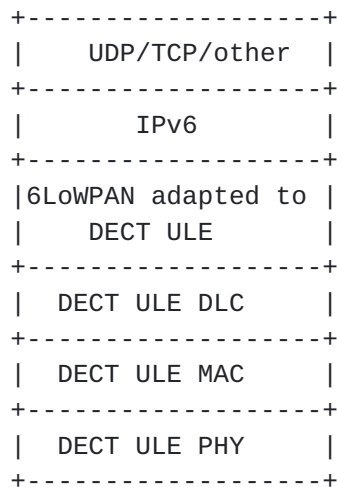 +-------------------+
|     UDP/TCP/other  |
+-------------------+
|        IPv6        |
+-------------------+
|6LoWPAN adapted to |
|     DECT ULE       |
+-------------------+
|   DECT ULE DLC     |
+-------------------+
|   DECT ULE MAC     |
+-------------------+
|   DECT ULE PHY     |
+-------------------+